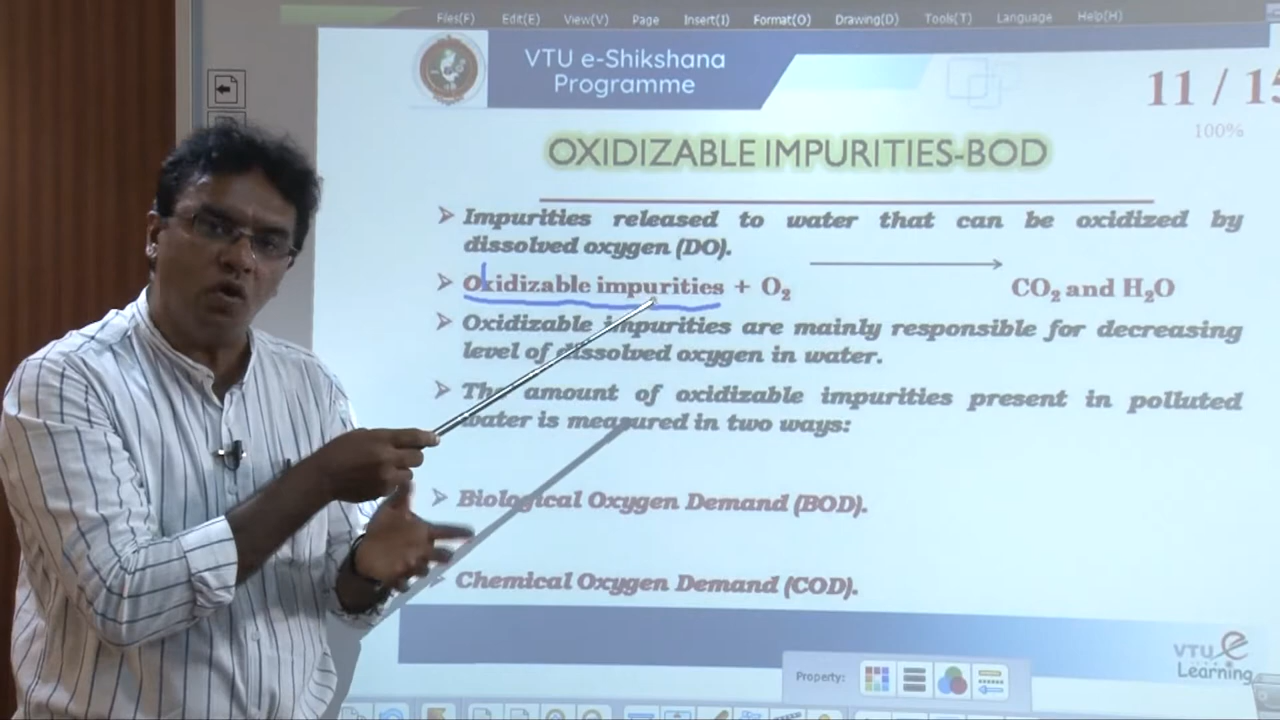 Files(F) Edit(E) View(V) Page Insert(I) Format(O) Drawing(D) Tools(T) Language Help(H)
VTU e-Shikshana
Programme
11 / 15
100%
OXIDIZABLE IMPURITIES-BOD
Impurities released to water that can be oxidized by
dissolved oxygen (DO).
Oxidizable impurities + O2 CO2 and H2O
Oxidizable impurities are mainly responsible for decreasing
level of dissolved oxygen in water.
The amount of oxidizable impurities present in polluted
water is measured in two ways:
Biological Oxygen Demand (BOD).
Chemical Oxygen Demand (COD).
VTU e
Learning
Property: